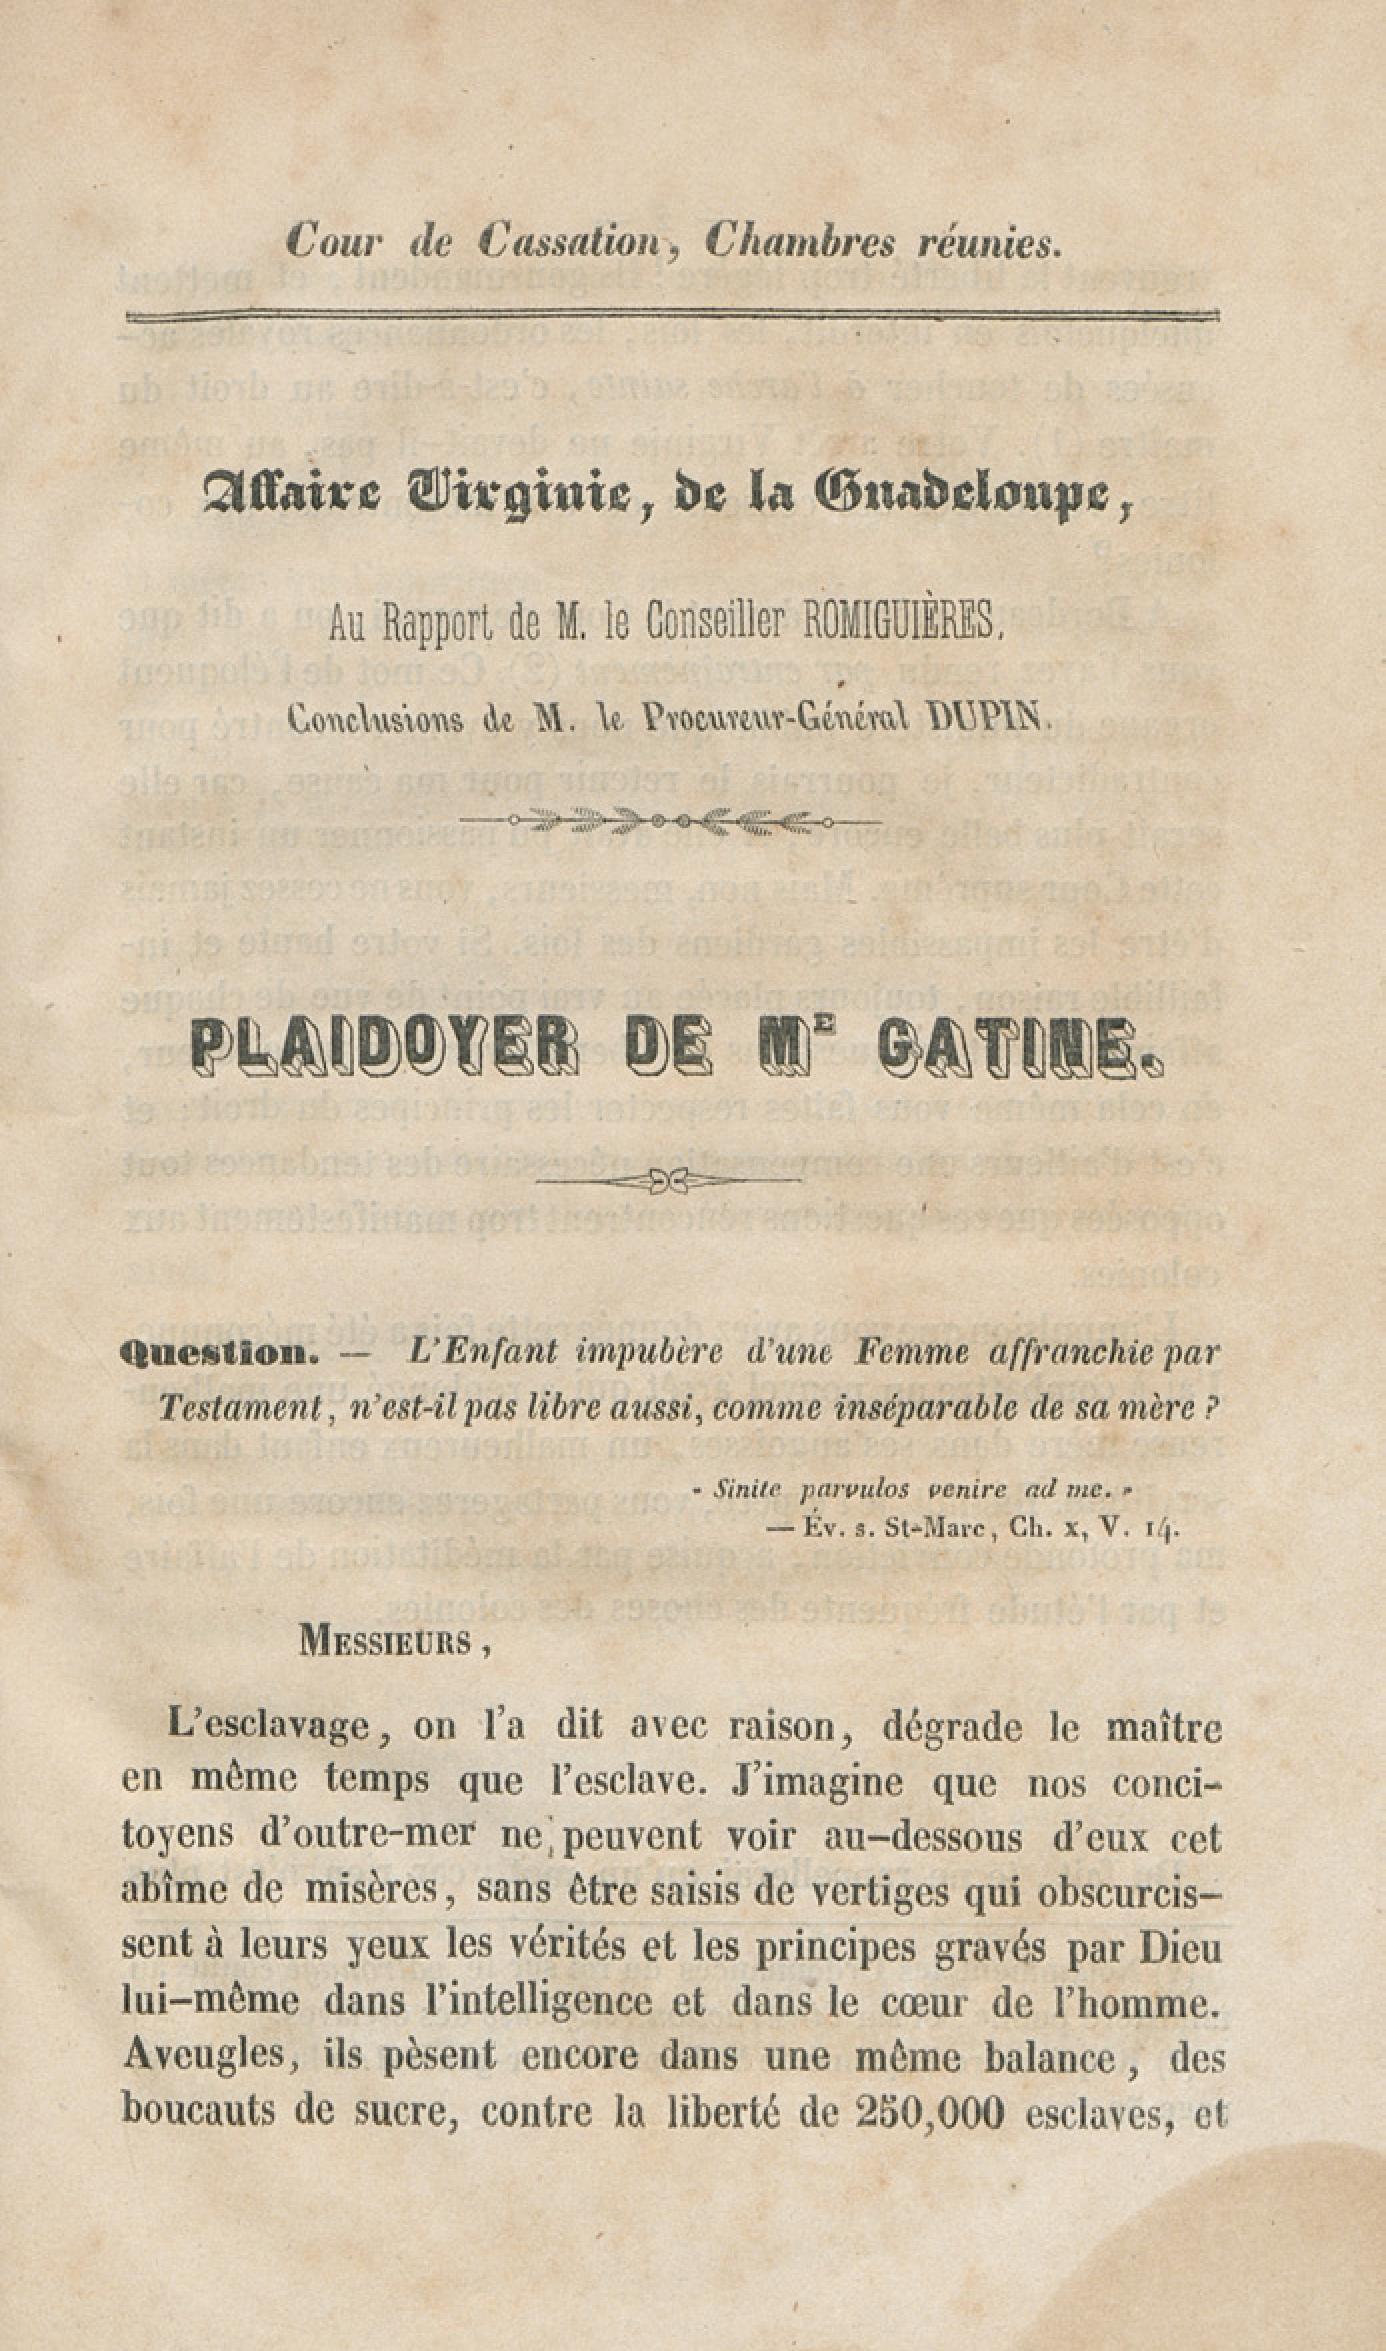 Cour de Cassation, Chambres réunies.
Affaire Virginie, de la Guadeloupe,
Au Rapport de M. le Conseiller ROMIGUIÈRES,
Conclusions de M. le Procureur-Général DUPIN.
PLAIDOYER DE ME GATINE.
Question. — L'Enfant impubère d'une Femme affranchie par
Testament, n'est-il pas libre aussi, comme inséparable de sa mère ?
« Sinite parvulos venire ad me. »
— Év. s. St-Marc, Ch. x, V. 14.
MESSIEURS,
L'esclavage, on l'a dit avec raison, dégrade le maître
en même temps que l'esclave. J'imagine que nos conci-
toyens d'outre-mer ne peuvent voir au-dessous d'eux cet
abîme de misères, sans être saisis de vertiges qui obscurcis-
sent à leurs yeux les vérités et les principes gravés par Dieu
lui-même dans l'intelligence et dans le cœur de l'homme.
Aveugles, ils pèsent encore dans une même balance, des
boucauts de sucre, contre la liberté de 250,000 esclaves, et